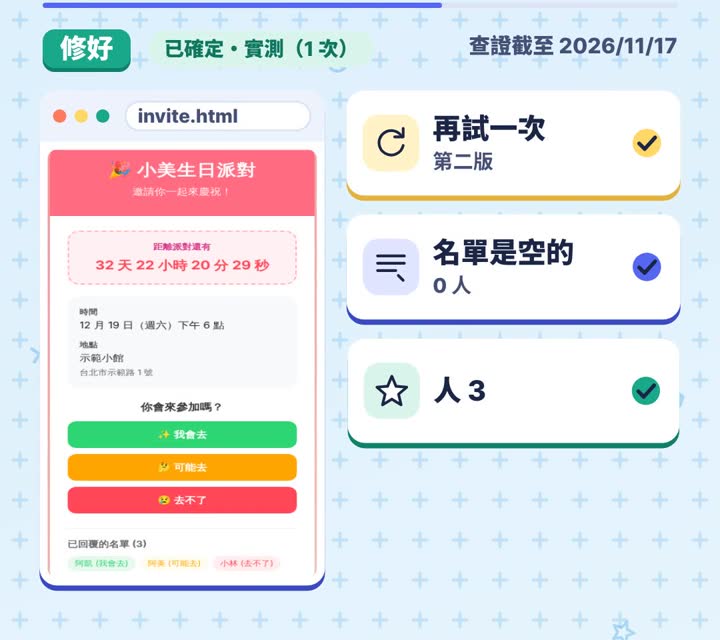 修好
已確定・實測（1 次）
查證截至 2026/11/17
invite.html
🎉 小美生日派對
邀請你一起來慶祝！
距離派對還有
32 天 22 小時 20 分 29 秒
時間
12 月 19 日（週六）下午 6 點
地點
示範小館
台北市示範路 1 號
你會來參加嗎？
✨ 我會去
🤔 可能去
😢 去不了
已回覆的名單 (3)
阿凱 (我會去)
阿美 (可能去)
小林 (去不了)
再試一次
第二版
名單是空的
0 人
人 3